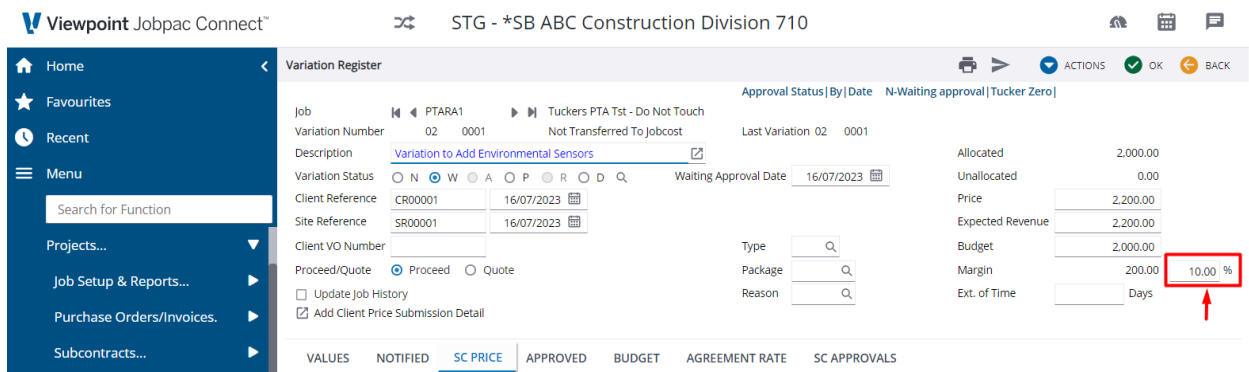 Viewpoint Jobpac Connect™
STG - *SB ABC Construction Division 710
Home
Favourites
Recent
Menu
Search for Function
Projects...
Job Setup & Reports...
Purchase Orders/Invoices.
Subcontracts...
Variation Register
ACTIONS OK BACK
Approval Status|By|Date N-Waiting approval|Tucker Zero|
Job PTARA1 Tuckers PTA Tst - Do Not Touch
Variation Number 02 0001 Not Transferred To Jobcost Last Variation 02 0001
Description Variation to Add Environmental Sensors Allocated 2,000.00
Variation Status N W A P R D Waiting Approval Date 16/07/2023 Unallocated 0.00
Client Reference CR00001 16/07/2023 Price 2,200.00
Site Reference SR00001 16/07/2023 Expected Revenue 2,200.00
Client VO Number Type Budget 2,000.00
Proceed/Quote Proceed Quote Package Margin 200.00 10.00 %
Update Job History Reason Ext. of Time Days
Add Client Price Submission Detail
VALUES NOTIFIED SC PRICE APPROVED BUDGET AGREEMENT RATE SC APPROVALS